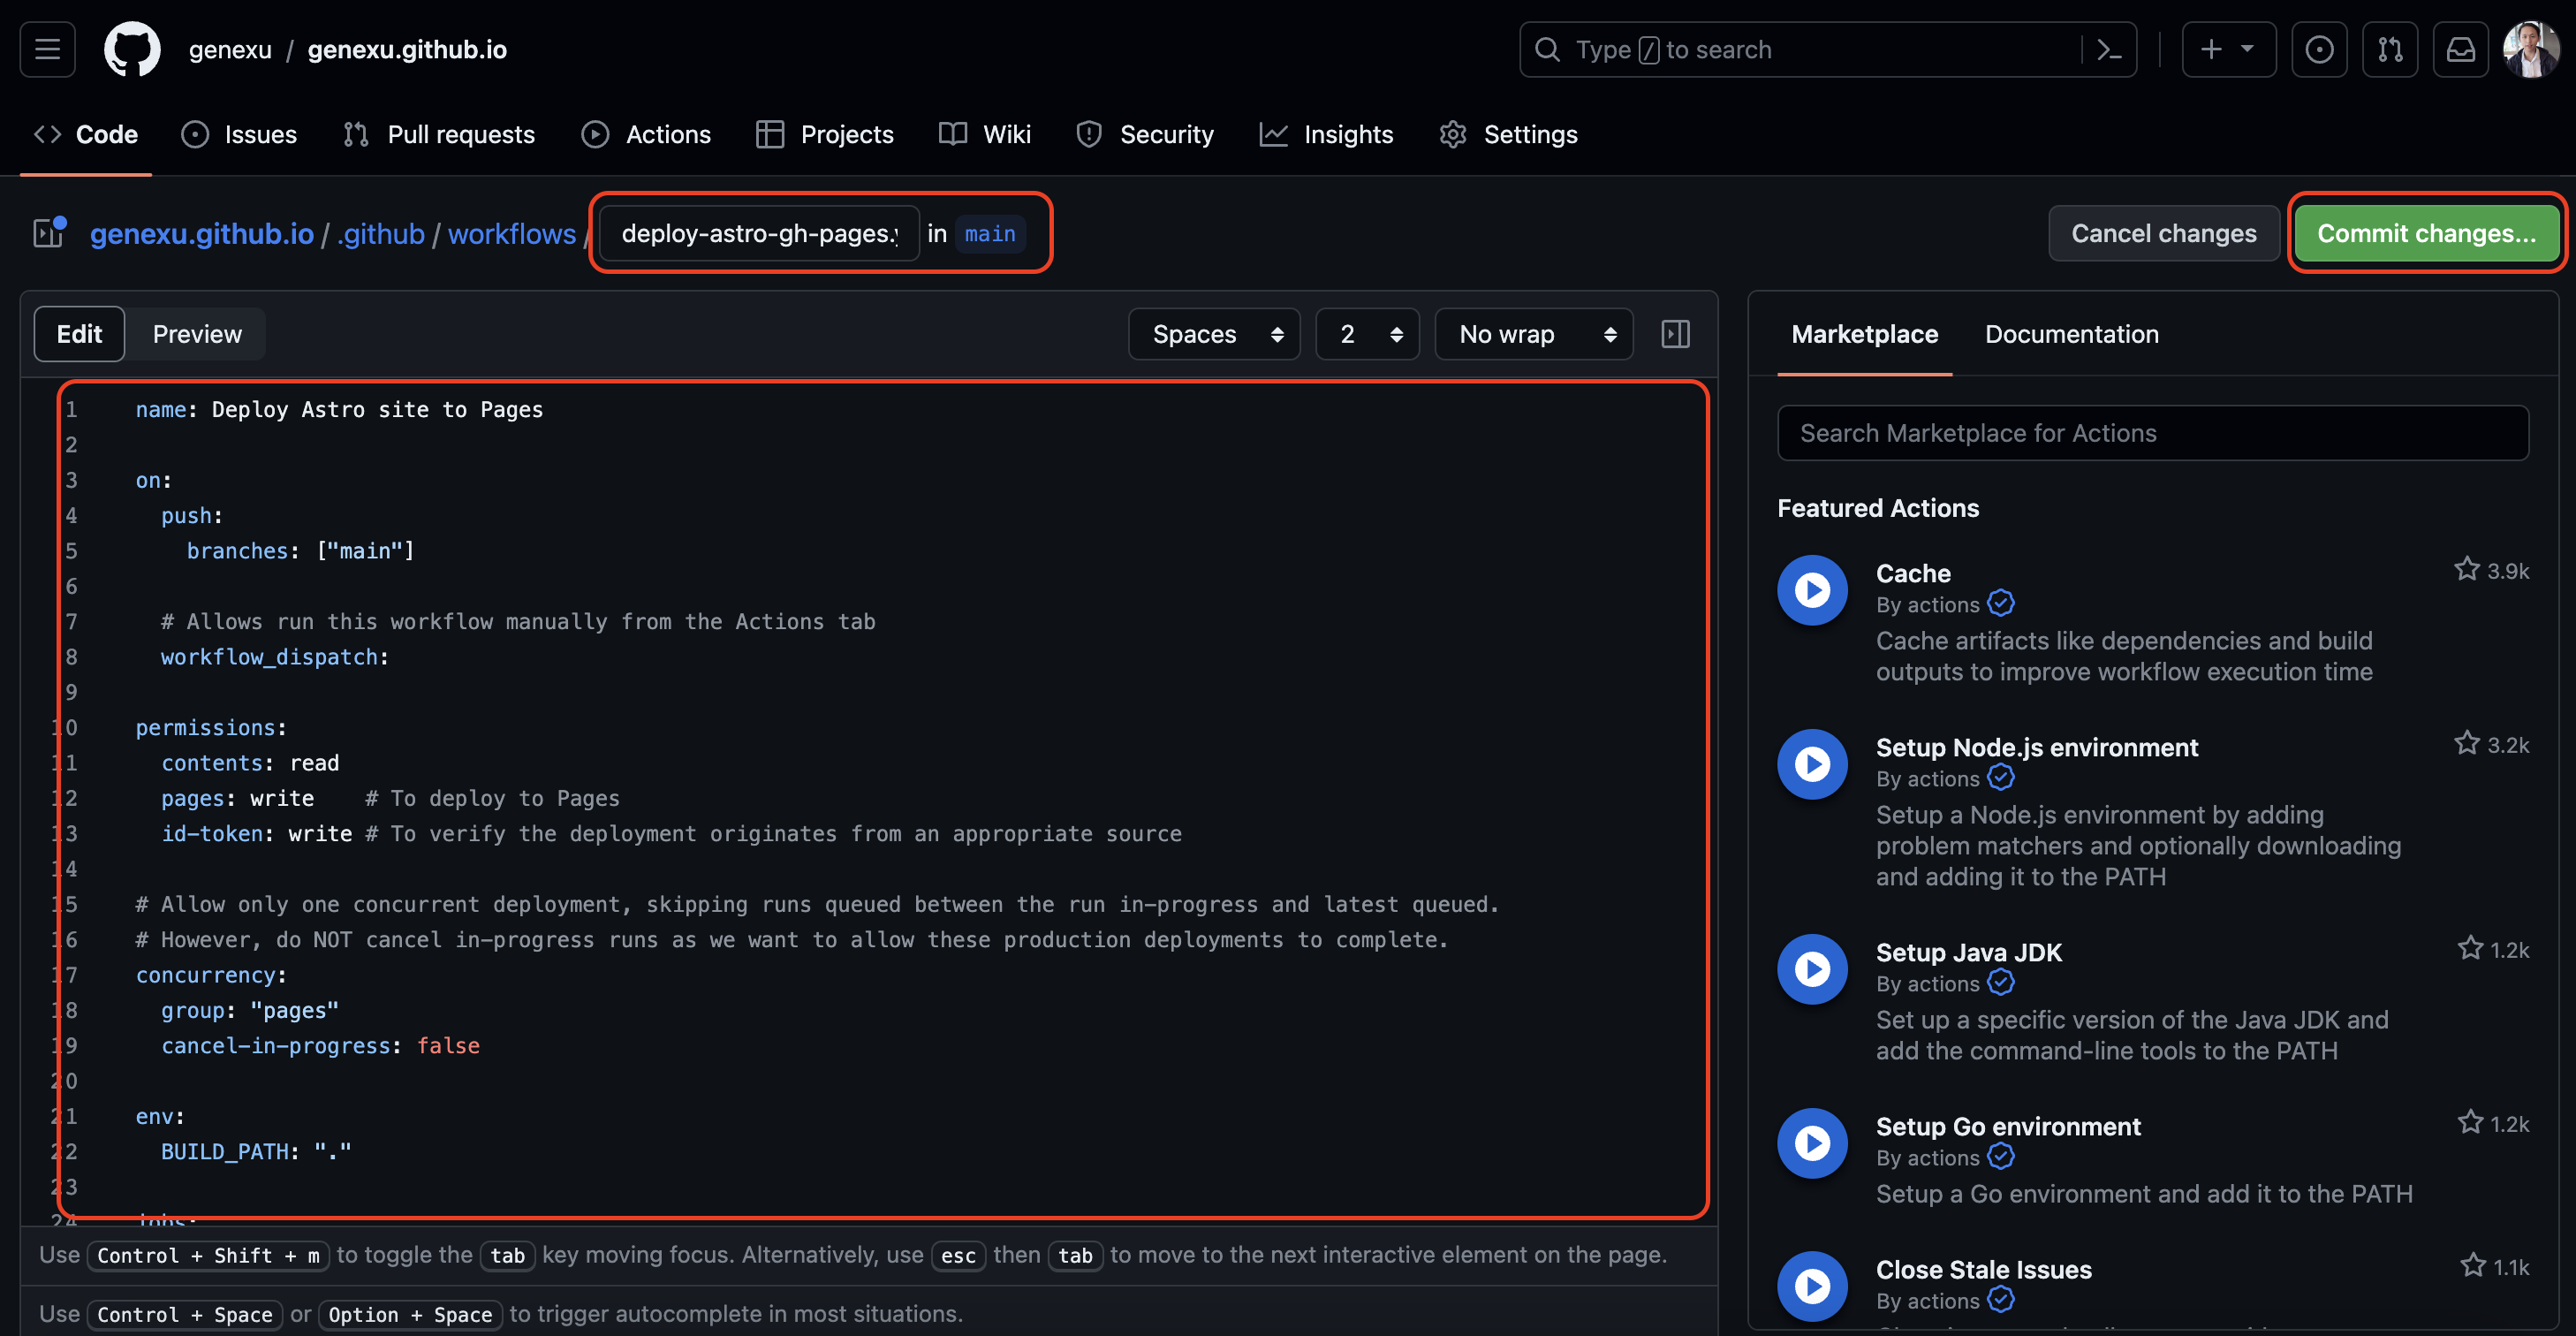 genexu / genexu.github.io
Type / to search
Code Issues Pull requests Actions Projects Wiki Security Insights Settings
genexu.github.io / .github / workflows / deploy-astro-gh-pages.y in main
Cancel changes Commit changes...
Edit Preview Spaces 2 No wrap
1 name: Deploy Astro site to Pages
2
3 on:
4 push:
5 branches: ["main"]
6
7 # Allows run this workflow manually from the Actions tab
8 workflow_dispatch:
9
10 permissions:
11 contents: read
12 pages: write # To deploy to Pages
13 id-token: write # To verify the deployment originates from an appropriate source
14
15 # Allow only one concurrent deployment, skipping runs queued between the run in-progress and latest queued.
16 # However, do NOT cancel in-progress runs as we want to allow these production deployments to complete.
17 concurrency:
18 group: "pages"
19 cancel-in-progress: false
20
21 env:
22 BUILD_PATH: "."
23
24 jobs:
Use Control + Shift + m to toggle the tab key moving focus. Alternatively, use esc then tab to move to the next interactive element on the page.
Use Control + Space or Option + Space to trigger autocomplete in most situations.
Marketplace Documentation
Search Marketplace for Actions
Featured Actions
Cache 3.9k
By actions
Cache artifacts like dependencies and build
outputs to improve workflow execution time
Setup Node.js environment 3.2k
By actions
Setup a Node.js environment by adding
problem matchers and optionally downloading
and adding it to the PATH
Setup Java JDK 1.2k
By actions
Set up a specific version of the Java JDK and
add the command-line tools to the PATH
Setup Go environment 1.2k
By actions
Setup a Go environment and add it to the PATH
Close Stale Issues 1.1k
By actions